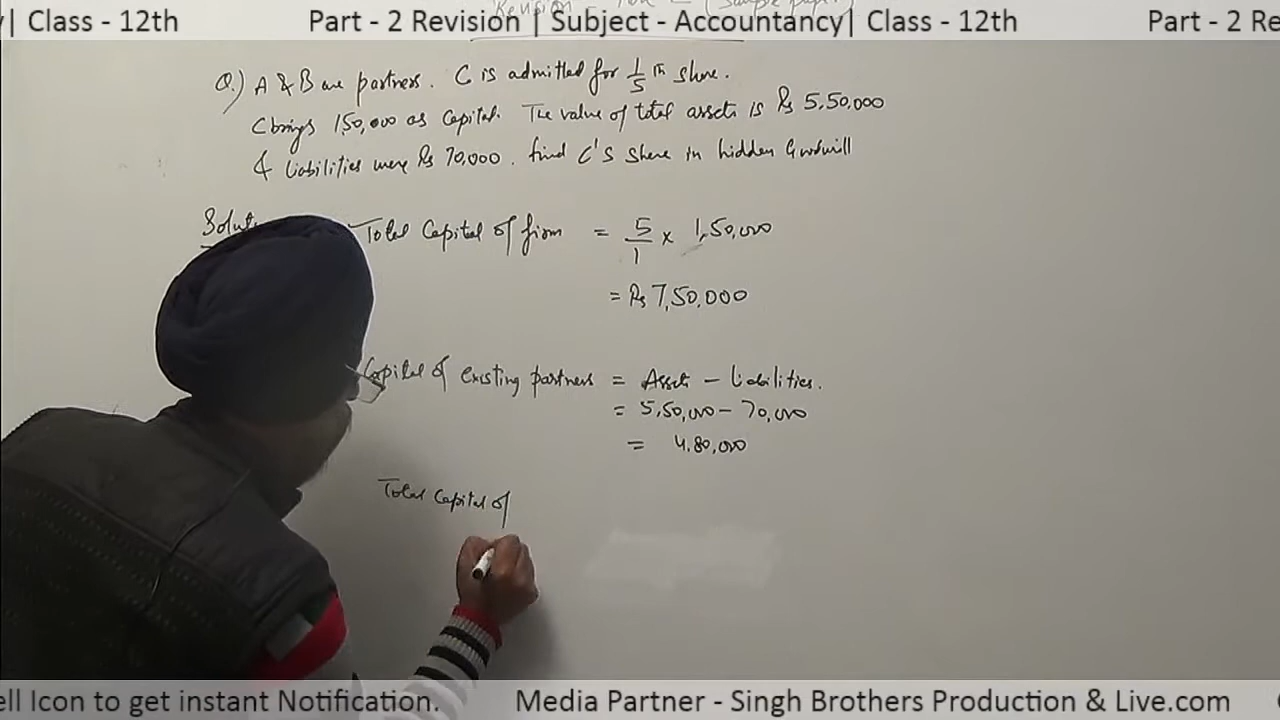 | Class - 12th Part - 2 Revision | Subject - Accountancy| Class - 12th Part - 2 Re
Q.) A & B are partners. C is admitted for 1/5 th share.
C brings 1,50,000 as Capital. The value of total assets is Rs 5,50,000
& liabilities were Rs 70,000. find C's share in hidden Goodwill
Solut Total Capital of firm = 5/1 x 1,50,000
= Rs 7,50,000
Capital of existing partners = Assets - liabilities.
= 5,50,000 - 70,000
= 4,80,000
Total Capital of
ell Icon to get instant Notification. Media Partner - Singh Brothers Production & Live.com